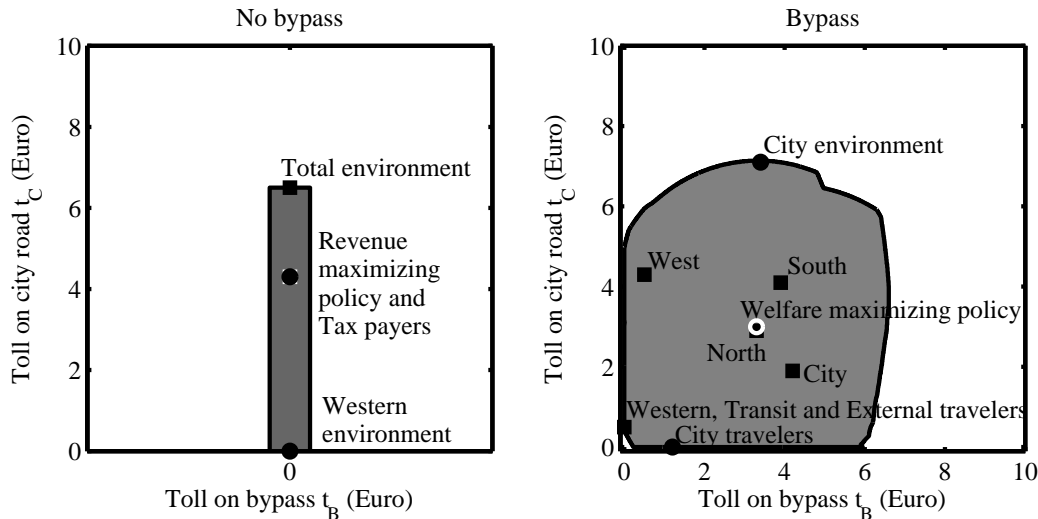 No bypass
10
8
6
4
2
0
Toll on city road t_C (Euro)
Total environment
Revenue
maximizing
policy and
Tax payers
Western
environment
0
Toll on bypass t_B (Euro)
Bypass
10
8
6
4
2
0
Toll on city road t_C (Euro)
City environment
West
South
Welfare maximizing policy
North
City
Western, Transit and External travelers
City travelers
0 2 4 6 8 10
Toll on bypass t_B (Euro)